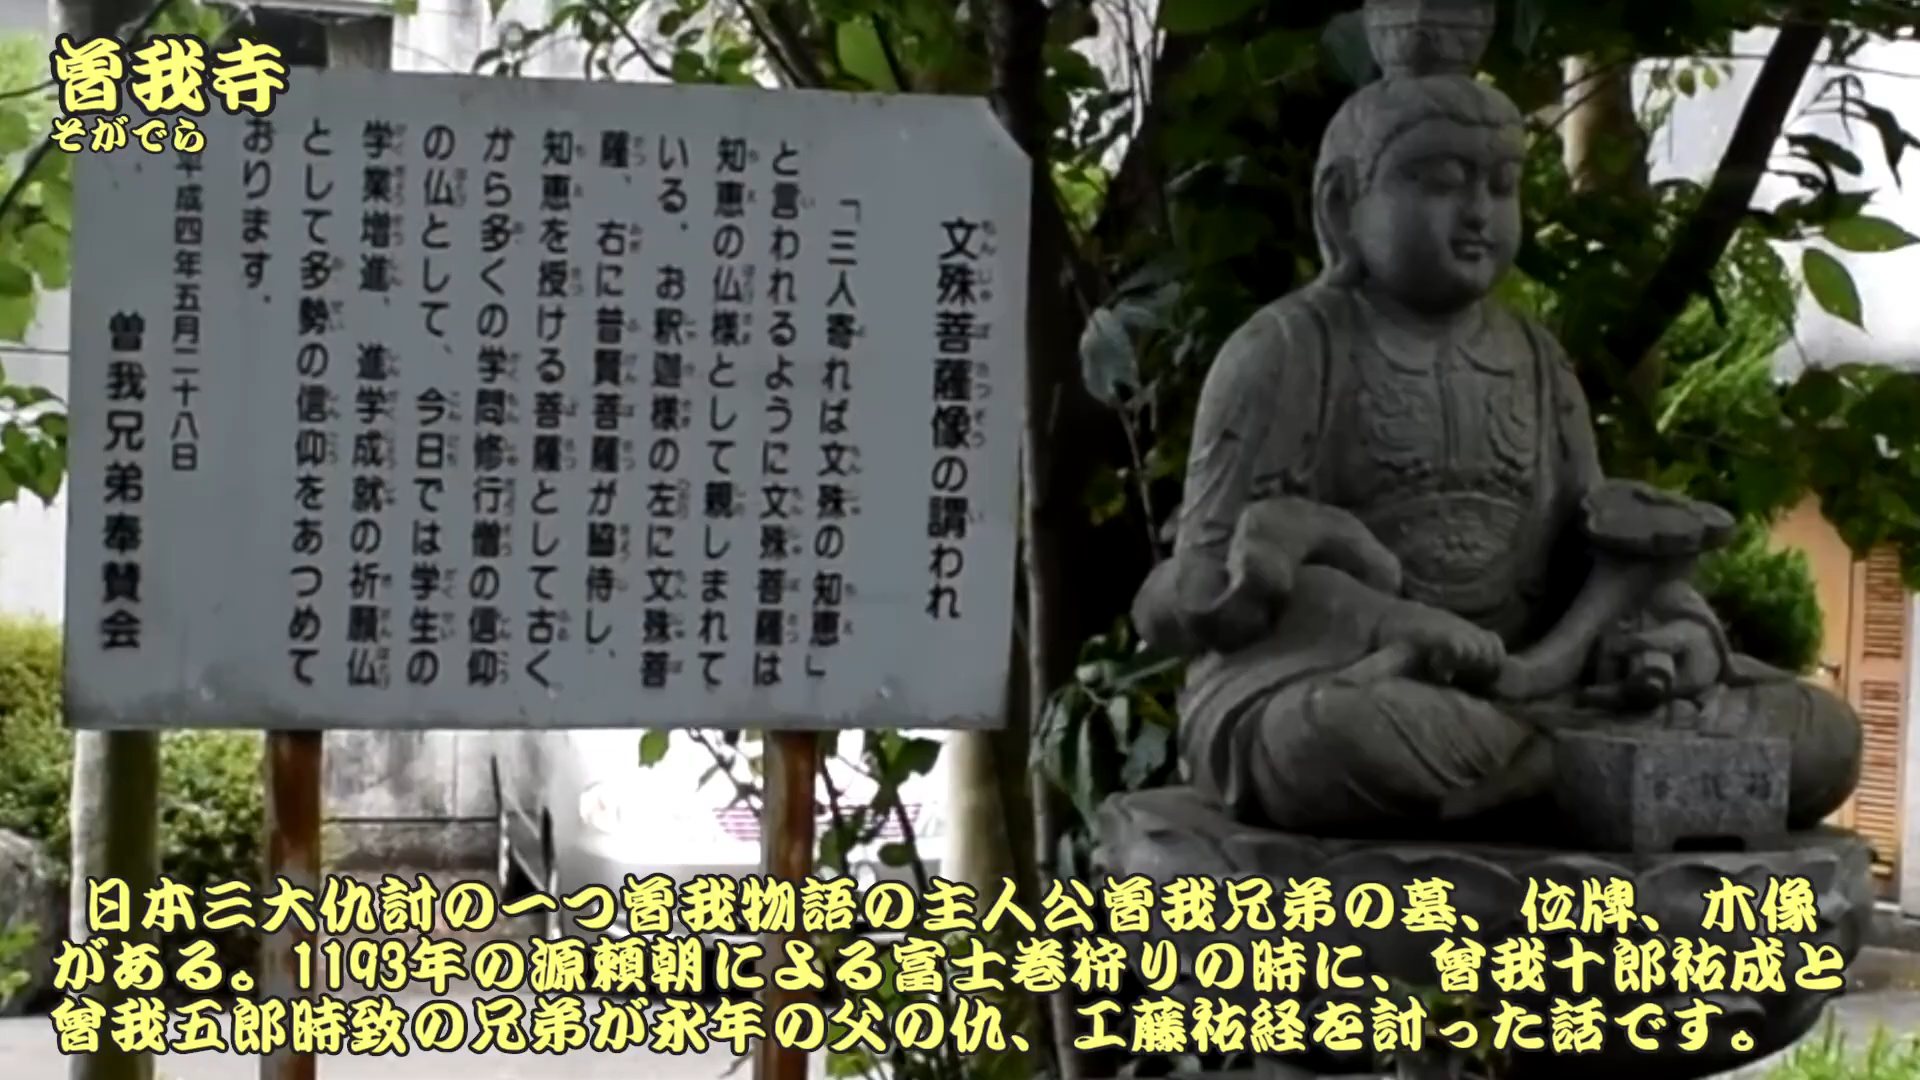 曽我寺
そがでら
文殊菩薩像の謂われ
「三人寄れば文殊の知恵」
と言われるように文殊菩薩は
知恵の仏様として親しまれて
いる。お釈迦様の左に文殊菩
薩、右に普賢菩薩が脇侍し、
知恵を授ける菩薩として古く
から多くの学問修行僧の信仰
の仏として、今日では学生の
学業増進、進学成就の祈願仏
として多勢の信仰をあつめて
おります。
平成四年五月二十八日
曽我兄弟奉賛会
日本三大仇討の一つ曽我物語の主人公曽我兄弟の墓、位牌、木像
がある。1193年の源頼朝による富士巻狩りの時に、曽我十郎祐成と
曽我五郎時致の兄弟が永年の父の仇、工藤祐経を討った話です。